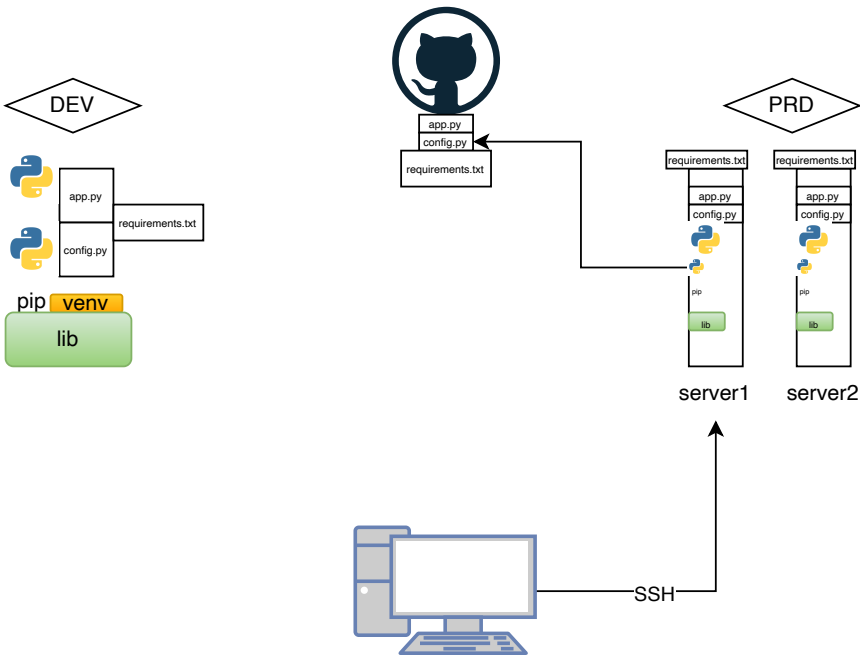 DEV
app.py
config.py
requirements.txt
pip
venv
lib
app.py
config.py
requirements.txt
PRD
requirements.txt
app.py
config.py
pip
lib
server1
requirements.txt
app.py
config.py
pip
lib
server2
SSH